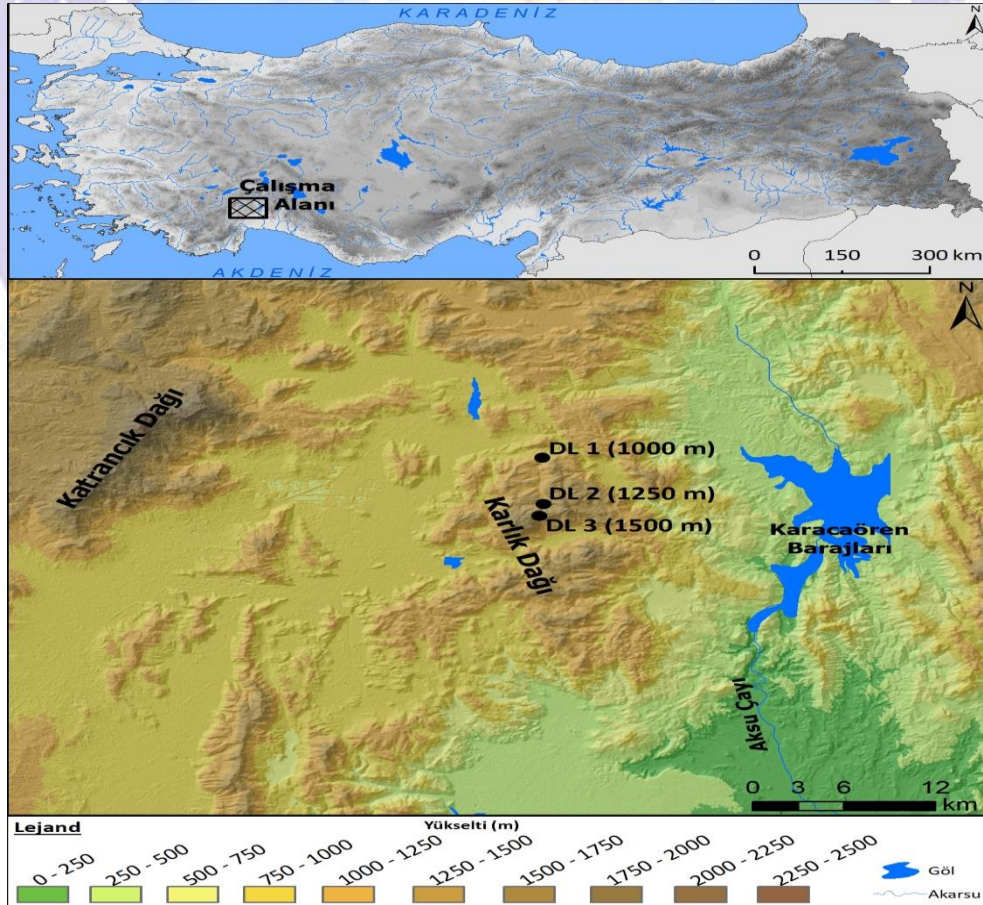 KARADENİZ
N
Çalışma
Alanı
AKDENİZ
0 150 300 km
N
Katrancık Dağı
DL 1 (1000 m)
DL 2 (1250 m)
DL 3 (1500 m)
Karlık Dağı
Karacaören
Barajları
Aksu Çayı
0 3 6 12
km
Lejand
Yükselti (m)
0 - 250
250 - 500
500 - 750
750 - 1000
1000 - 1250
1250 - 1500
1500 - 1750
1750 - 2000
2000 - 2250
2250 - 2500
Göl
Akarsu